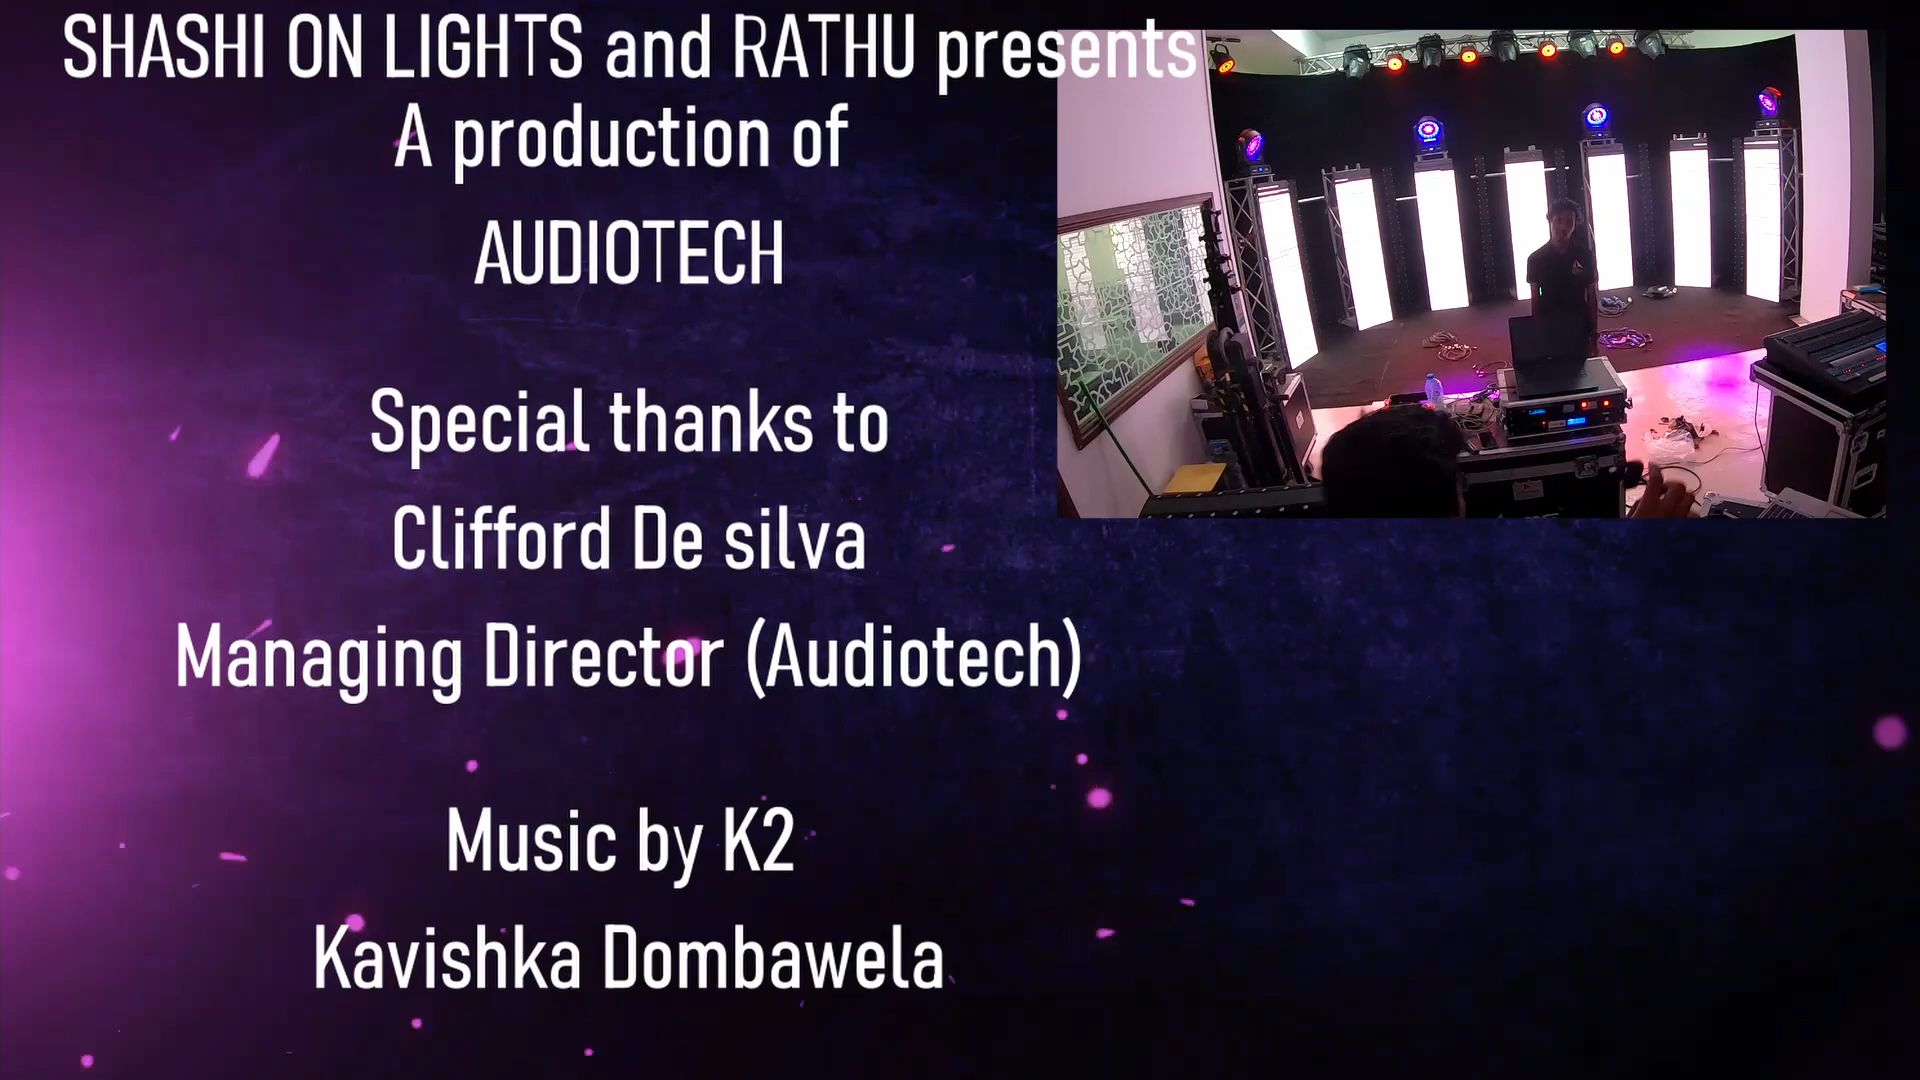 SHASHI ON LIGHTS and RATHU presents
A production of
AUDIOTECH
Special thanks to
Clifford De silva
Managing Director (Audiotech)
Music by K2
Kavishka Dombawela